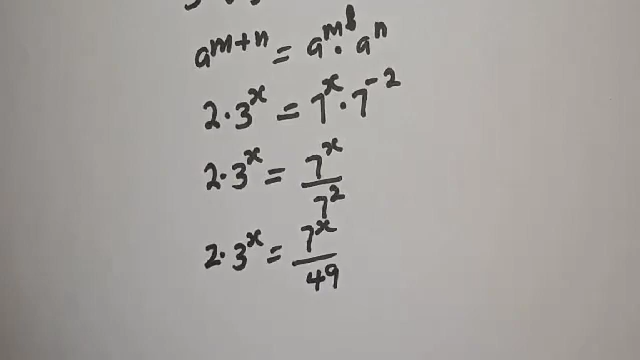 a^{m+n} = a^m · a^n
2·3^x = 7^x · 7^{-2}
2·3^x = 7^x / 7^2
2·3^x = 7^x / 49